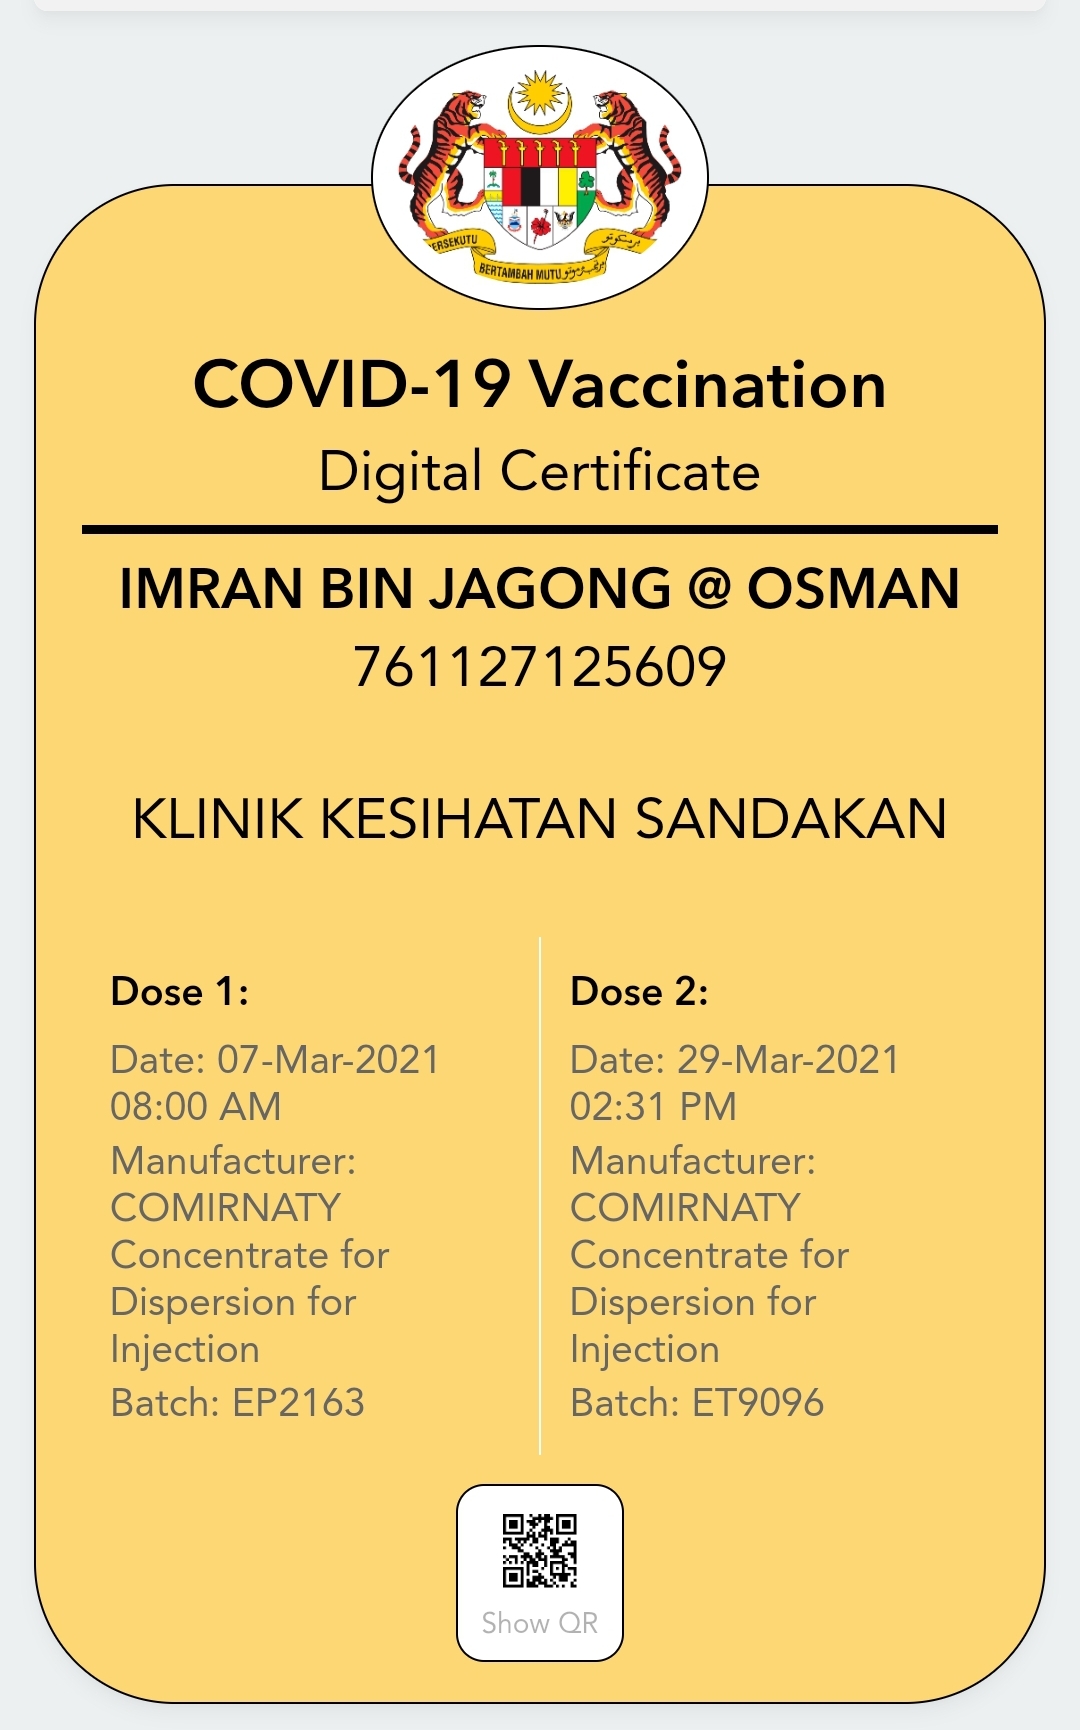 ERSEKUTU
BERTAMBAH MUTU
COVID-19 Vaccination
Digital Certificate
IMRAN BIN JAGONG @ OSMAN
761127125609
KLINIK KESIHATAN SANDAKAN
Dose 1:
Date: 07-Mar-2021
08:00 AM
Manufacturer:
COMIRNATY
Concentrate for
Dispersion for
Injection
Batch: EP2163
Dose 2:
Date: 29-Mar-2021
02:31 PM
Manufacturer:
COMIRNATY
Concentrate for
Dispersion for
Injection
Batch: ET9096
Show QR